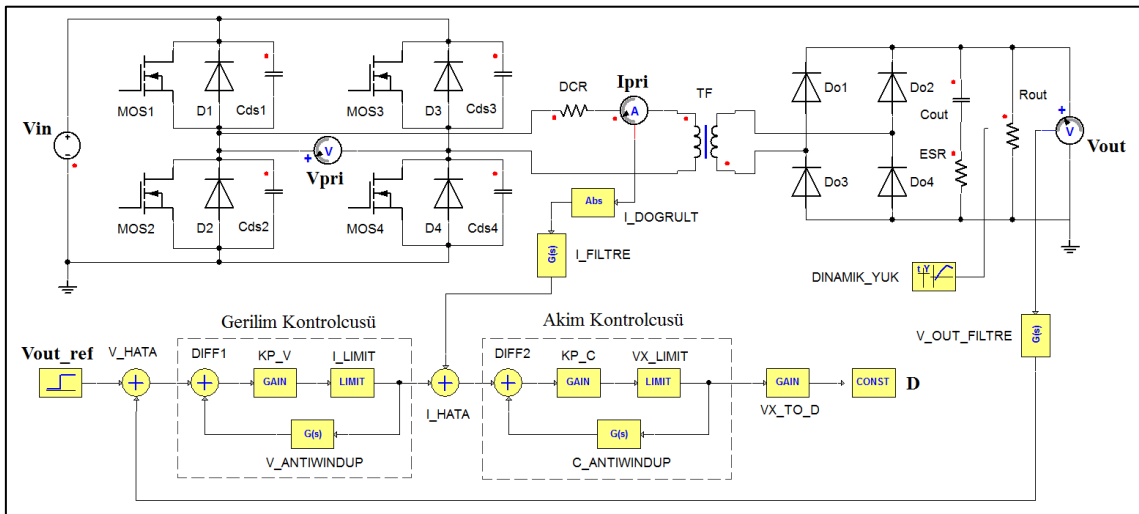 Vin
MOS1
D1
Cds1
MOS3
D3
Cds3
MOS2
D2
Cds2
MOS4
D4
Cds4
+
V
Vpri
DCR
Ipri
A
TF
Do1
Do2
Do3
Do4
Cout
ESR
Rout
+
V
Vout
Abs
I_DOGRULT
G(s)
I_FILTRE
DINAMIK_YUK
t Y
V_OUT_FILTRE
G(s)
Gerilim Kontrolcusü
Akim Kontrolcusü
Vout_ref
V_HATA
DIFF1
KP_V
GAIN
I_LIMIT
LIMIT
G(s)
V_ANTIWINDUP
I_HATA
DIFF2
KP_C
GAIN
VX_LIMIT
LIMIT
G(s)
C_ANTIWINDUP
GAIN
VX_TO_D
CONST
D